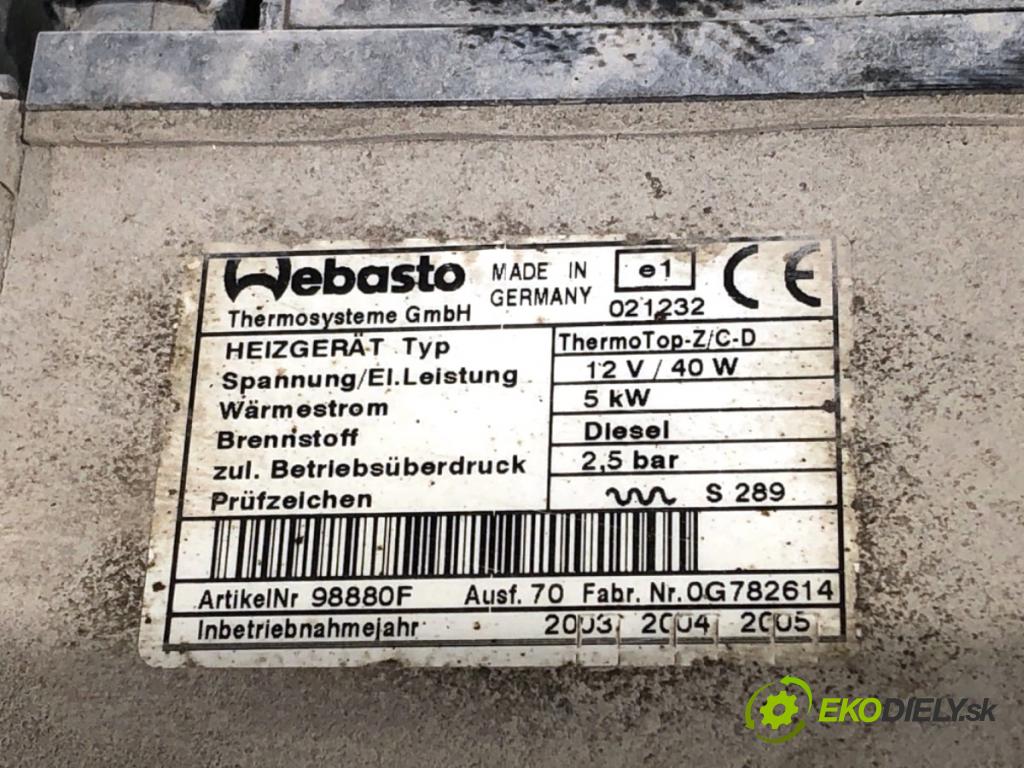 Webasto
Thermosysteme GmbH
MADE IN
GERMANY
e1
021232
CE
HEIZGERÄT Typ ThermoTop-Z/C-D
Spannung/El.Leistung 12 V / 40 W
Wärmestrom 5 kW
Brennstoff Diesel
zul. Betriebsüberdruck 2,5 bar
Prüfzeichen S 289
ArtikelNr 98880F Ausf. 70 Fabr. Nr. 0G782614
Inbetriebnahmejahr 2003 2004 2005
EKODIELY.sk